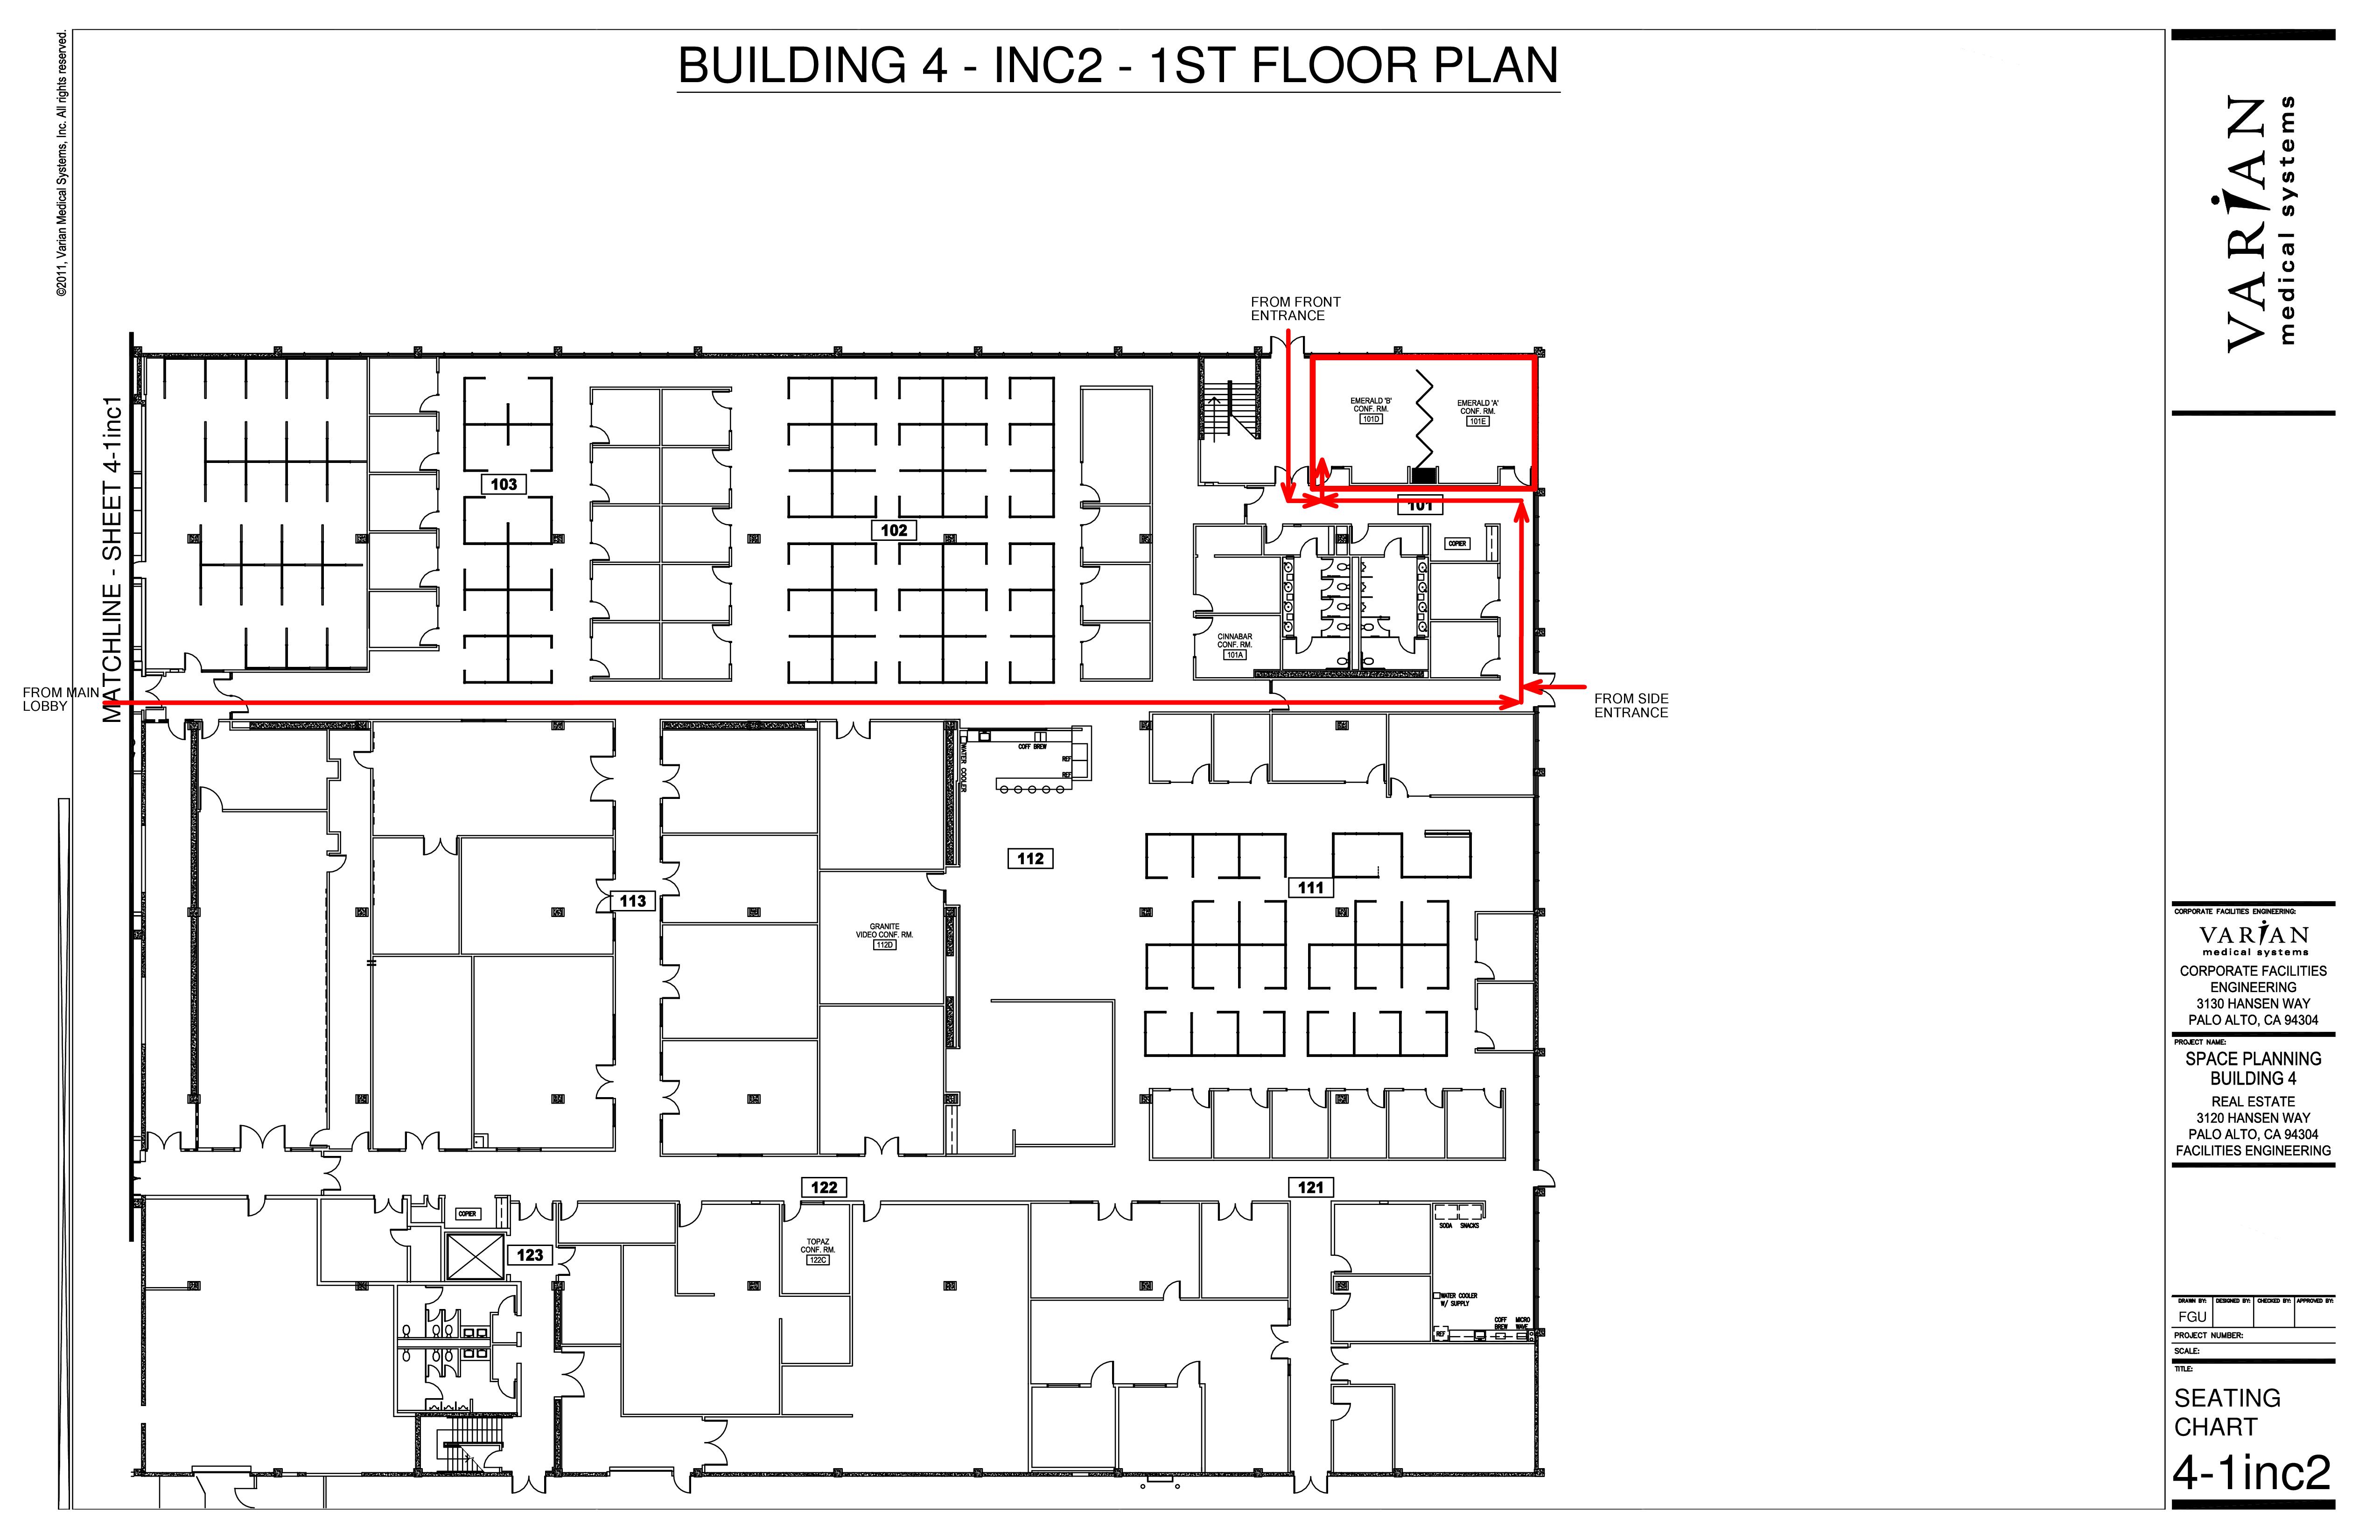 BUILDING 4 - INC2 - 1ST FLOOR PLAN
©2011, Varian Medical Systems, Inc. All rights reserved.
MATCHLINE - SHEET 4-1inc1
FROM FRONT
ENTRANCE
EMERALD 'B'
CONF. RM.
101D
EMERALD 'A'
CONF. RM.
101E
103
102
101
COPIER
CINNABAR
CONF. RM.
101A
FROM MAIN
LOBBY
FROM SIDE
ENTRANCE
WATER COOLER
COFF BREW
REF
REF
112
111
113
GRANITE
VIDEO CONF. RM.
112D
122
121
COPIER
123
TOPAZ
CONF. RM.
122C
SODA SNACKS
WATER COOLER
W/ SUPPLY
COFF MICRO
BREW WAVE
REF
VARIAN
medical systems
CORPORATE FACILITIES ENGINEERING:
VARIAN
medical systems
CORPORATE FACILITIES
ENGINEERING
3130 HANSEN WAY
PALO ALTO, CA 94304
PROJECT NAME:
SPACE PLANNING
BUILDING 4
REAL ESTATE
3120 HANSEN WAY
PALO ALTO, CA 94304
FACILITIES ENGINEERING
DRAWN BY: DESIGNED BY: CHECKED BY: APPROVED BY:
FGU
PROJECT NUMBER:
SCALE:
TITLE:
SEATING
CHART
4-1inc2